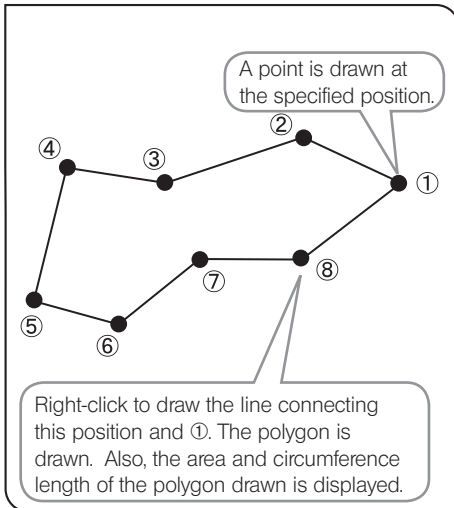 A point is drawn at
the specified position.
②
④
③
①
⑦
⑧
⑤
⑥
Right-click to draw the line connecting
this position and ①. The polygon is
drawn.  Also, the area and circumference
length of the polygon drawn is displayed.